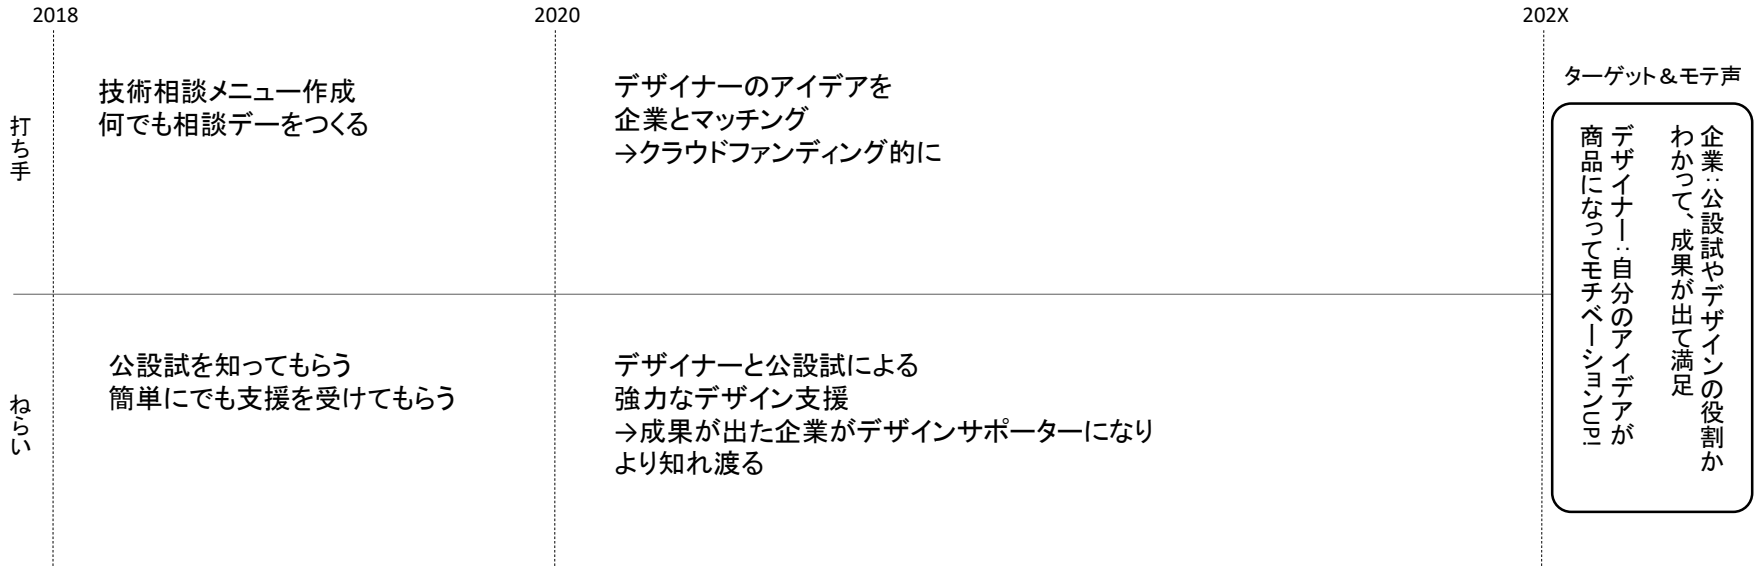 2018
2020
202X
打ち手
技術相談メニュー作成
何でも相談デーをつくる
デザイナーのアイデアを
企業とマッチング
→クラウドファンディング的に
ターゲット＆モテ声
企業：公設試やデザインの役割か
わかって、成果が出て満足
デザイナー：自分のアイデアが
商品になってモチベーションUP!
ねらい
公設試を知ってもらう
簡単にでも支援を受けてもらう
デザイナーと公設試による
強力なデザイン支援
→成果が出た企業がデザインサポーターになり
より知れ渡る